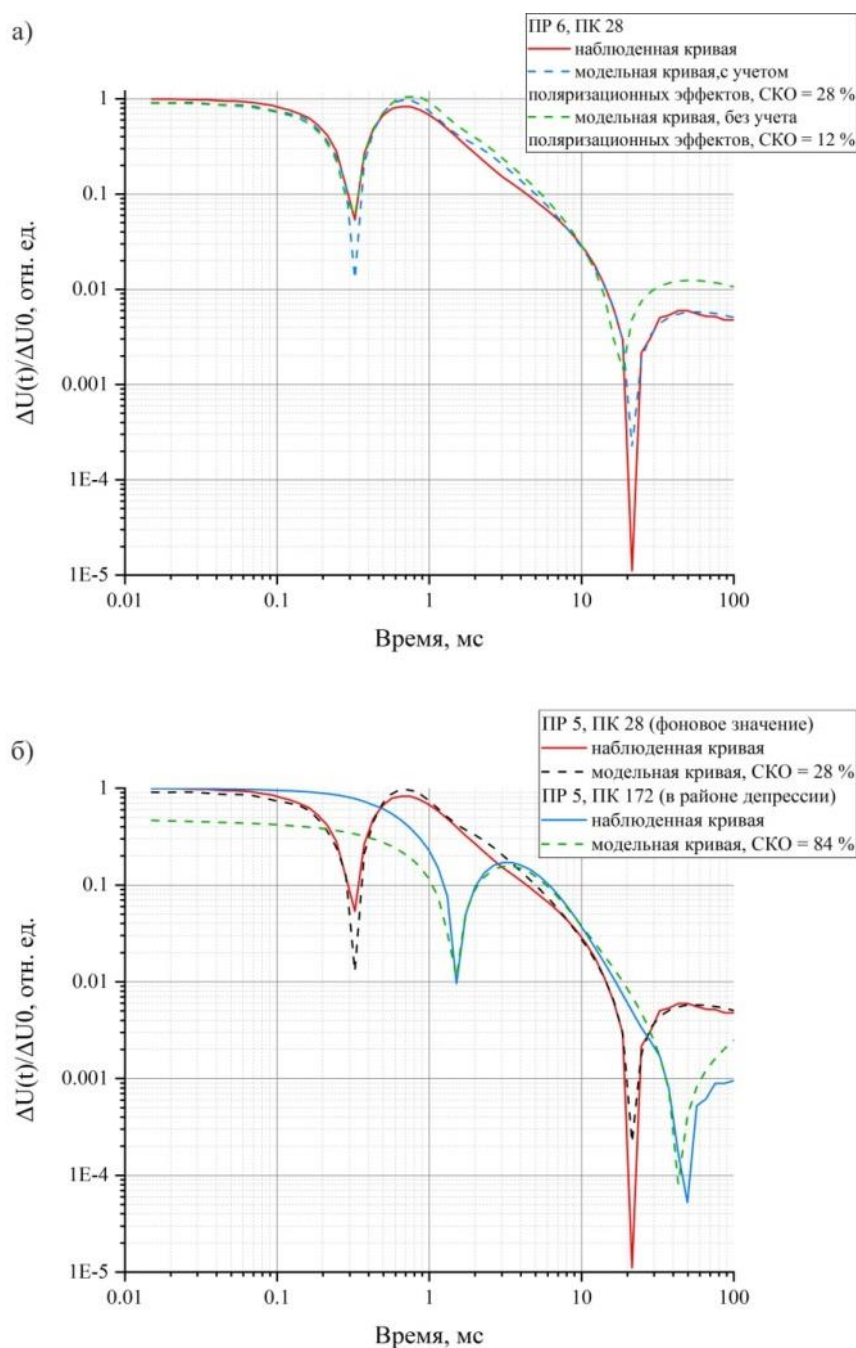 а)
ПР 6, ПК 28
наблюденная кривая
модельная кривая,с учетом
поляризационных эффектов, СКО = 28 %
модельная кривая, без учета
поляризационных эффектов, СКО = 12 %
1
0.1
0.01
0.001
1E-4
1E-5
ΔU(t)/ΔU0, отн. ед.
0.01
0.1
1
10
100
Время, мс
б)
ПР 5, ПК 28 (фоновое значение)
наблюденная кривая
модельная кривая, СКО = 28 %
ПР 5, ПК 172 (в районе депрессии)
наблюденная кривая
модельная кривая, СКО = 84 %
1
0.1
0.01
0.001
1E-4
1E-5
ΔU(t)/ΔU0, отн. ед.
0.01
0.1
1
10
100
Время, мс